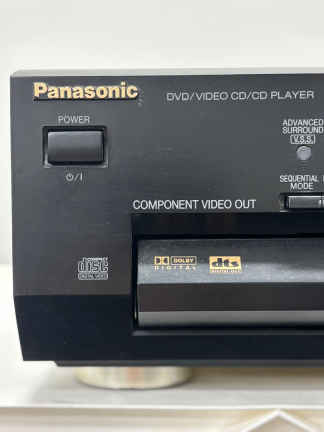 Panasonic
DVD/VIDEO CD/CD PLAYER
POWER
⏻/I
ADVANCED
SURROUND
V.S.S.
SEQUENTIAL
MODE
COMPONENT VIDEO OUT
COMPACT
disc
DIGITAL VIDEO
DOLBY
DIGITAL
dts
DIGITAL OUT